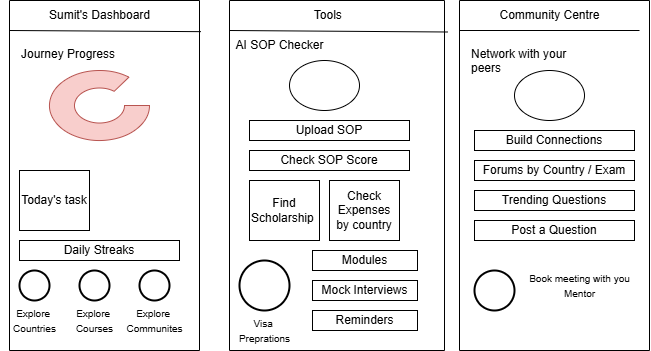 Sumit's Dashboard
Journey Progress
Today's task
Daily Streaks
Explore
Countries
Explore
Courses
Explore
Communites
Tools
AI SOP Checker
Upload SOP
Check SOP Score
Find
Scholarship
Check
Expenses
by country
Modules
Mock Interviews
Reminders
Visa
Preprations
Community Centre
Network with your
peers
Build Connections
Forums by Country / Exam
Trending Questions
Post a Question
Book meeting with you
Mentor